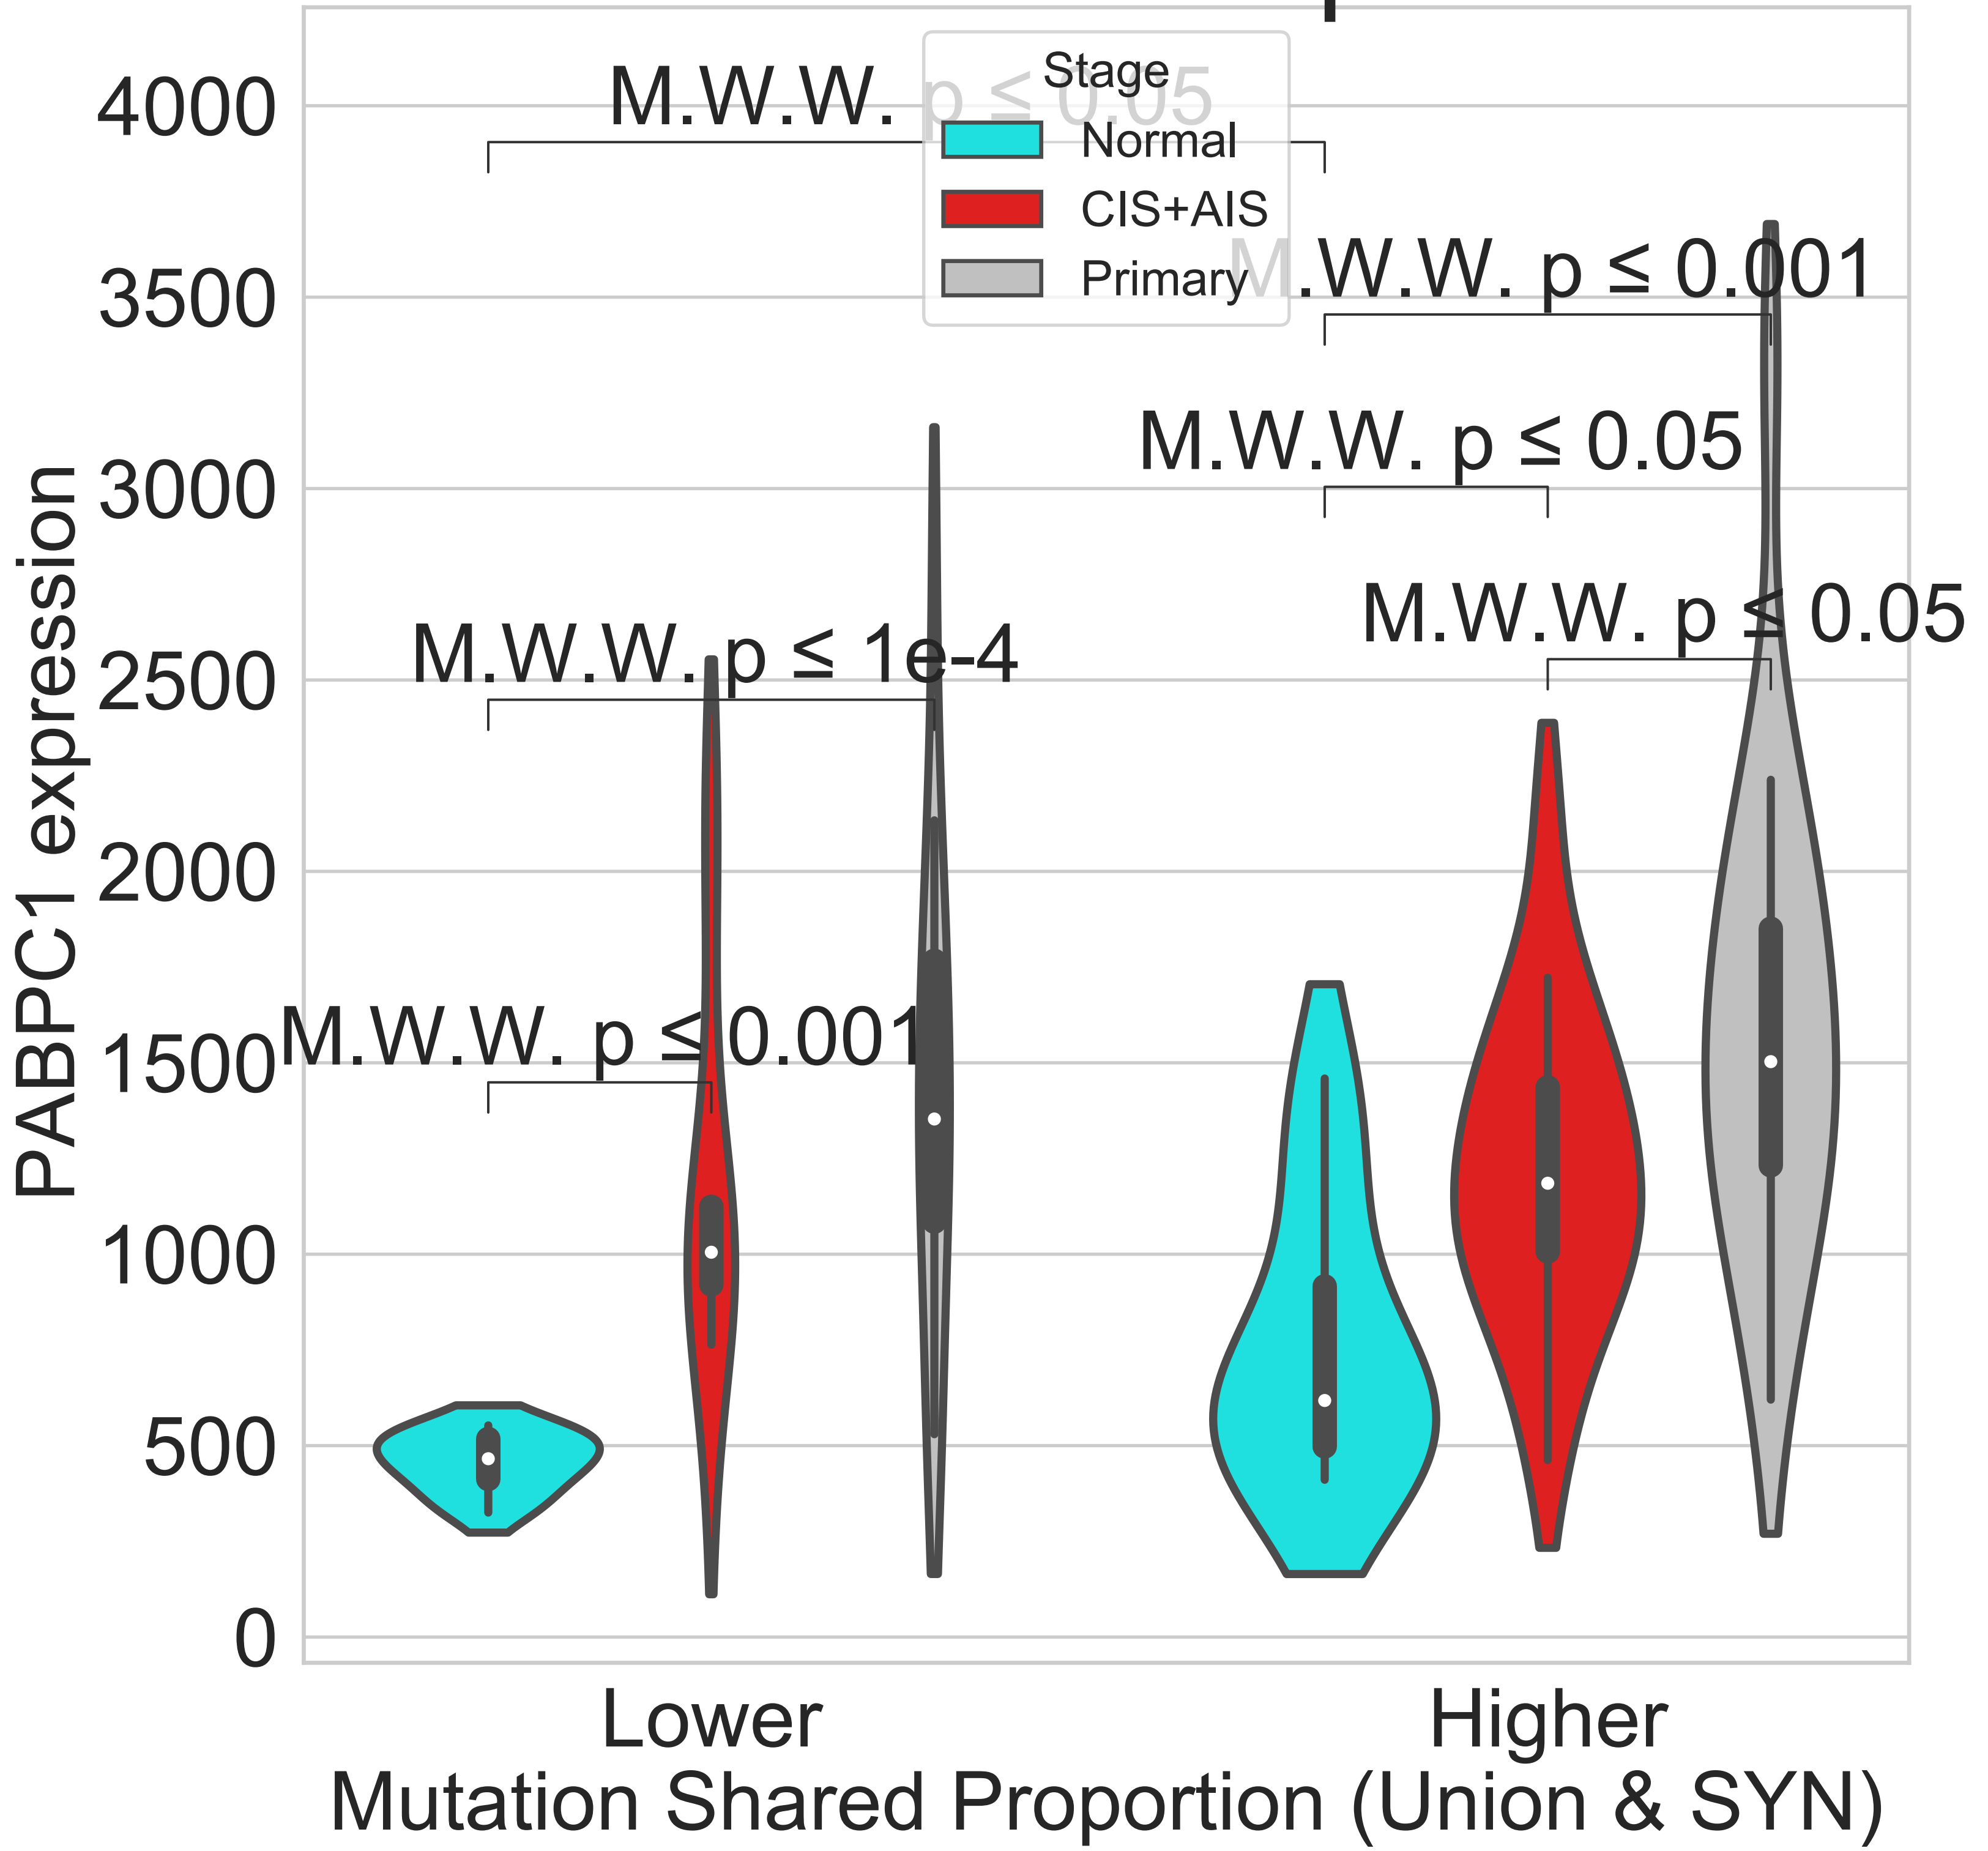 PABPC1 expression
4000
3500
3000
2500
2000
1500
1000
500
0
M.W.W. p ≤ 0.05
Stage
Normal
CIS+AIS
Primary
M.W.W. p ≤ 0.001
M.W.W. p ≤ 0.05
M.W.W. p ≤ 0.05
M.W.W. p ≤ 1e-4
M.W.W. p ≤ 0.001
Lower
Higher
Mutation Shared Proportion (Union & SYN)